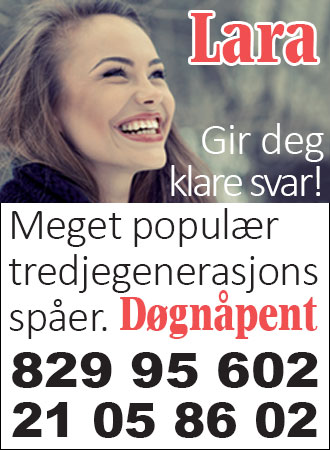 Lara
Gir deg
klare svar!
Meget populær
tredjegenerasjons
spåer. Døgnåpent
829 95 602
21 05 86 02